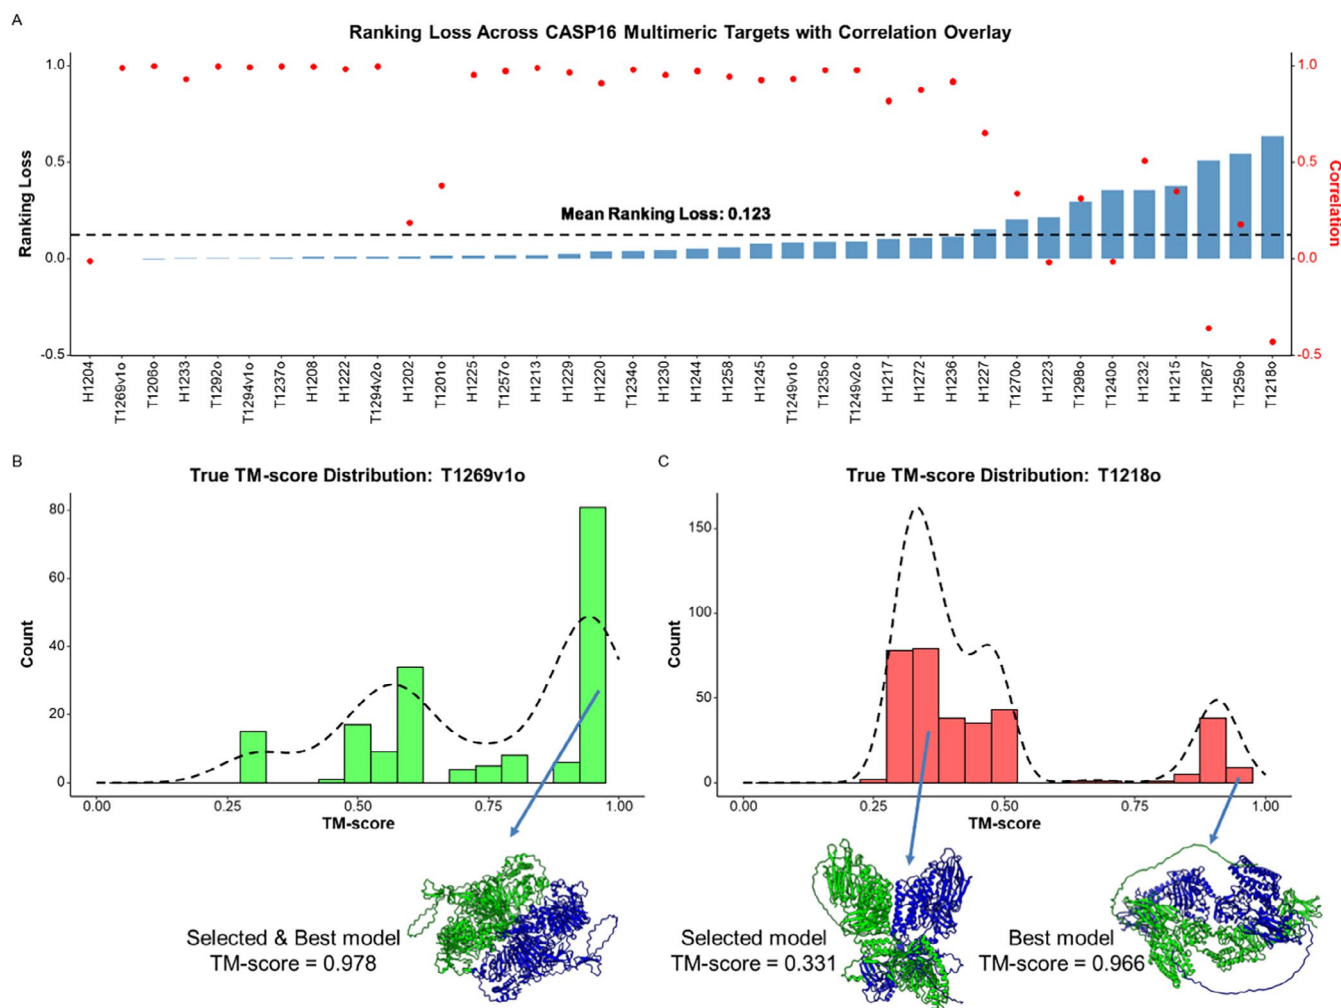 A
Ranking Loss Across CASP16 Multimeric Targets with Correlation Overlay
1.0
0.5
0.0
-0.5
Ranking Loss
Mean Ranking Loss: 0.123
1.0
0.5
0.0
-0.5
Correlation
H1204
T1269v1o
T1206o
H1233
T1292o
T1294v1o
T1237o
H1208
H1222
T1294v2o
H1202
T1201o
H1225
T1257o
H1213
H1229
H1220
T1234o
H1230
H1244
H1258
H1245
T1249v1o
T1235o
T1249v2o
H1217
H1272
H1236
H1227
T1270o
H1223
T1298o
T1240o
H1232
H1215
H1267
T1259o
T1218o
B
True TM-score Distribution: T1269v1o
80
60
40
20
0
Count
0.00
0.25
0.50
0.75
1.00
TM-score
Selected & Best model
TM-score = 0.978
C
True TM-score Distribution: T1218o
150
100
50
0
Count
0.00
0.25
0.50
0.75
1.00
TM-score
Selected model
TM-score = 0.331
Best model
TM-score = 0.966